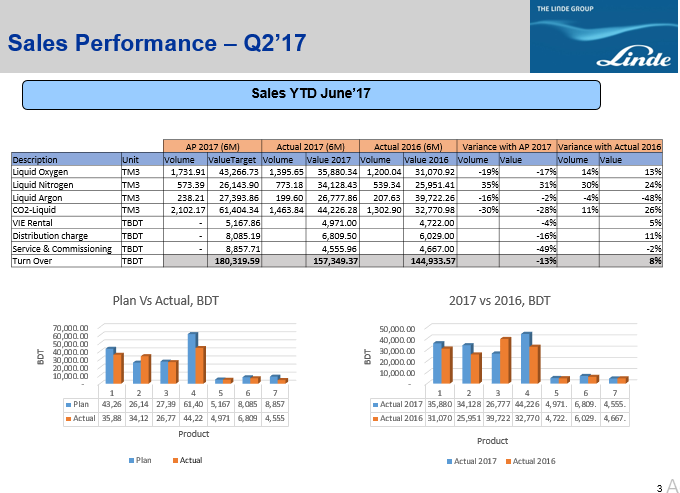 THE LINDE GROUP
Sales Performance – Q2’17
Linde
Sales YTD June’17
AP 2017 (6M) Actual 2017 (6M) Actual 2016 (6M) Variance with AP 2017 Variance with Actual 2016
Description Unit Volume ValueTarget Volume Value 2017 Volume Value 2016 Volume Value Volume Value
Liquid Oxygen TM3 1,731.91 43,266.73 1,395.65 35,880.34 1,200.04 31,070.92 -19% -17% 14% 13%
Liquid Nitrogen TM3 573.39 26,143.90 773.18 34,128.43 539.34 25,951.41 35% 31% 30% 24%
Liquid Argon TM3 238.21 27,393.86 199.60 26,777.86 207.63 39,722.26 -16% -2% -4% -48%
CO2-Liquid TM3 2,102.17 61,404.34 1,463.84 44,226.28 1,302.90 32,770.98 -30% -28% 11% 26%
VIE Rental TBDT - 5,167.86 4,971.00 4,722.00 -4% 5%
Distribution charge TBDT - 8,085.19 6,809.50 6,029.00 -16% 11%
Service & Commissioning TBDT - 8,857.71 4,555.96 4,667.00 -49% -2%
Turn Over TBDT 180,319.59 157,349.37 144,933.57 -13% 8%
Plan Vs Actual, BDT
70,000.00
60,000.00
50,000.00
40,000.00
30,000.00
20,000.00
10,000.00
-
BDT
1 2 3 4 5 6 7
Plan 43,26 26,14 27,39 61,40 5,167 8,085 8,857
Actual 35,88 34,12 26,77 44,22 4,971 6,809 4,555
Product
Plan Actual
2017 vs 2016, BDT
50,000.00
40,000.00
30,000.00
20,000.00
10,000.00
-
BDT
1 2 3 4 5 6 7
Actual 2017 35,880 34,128 26,777 44,226 4,971. 6,809. 4,555.
Actual 2016 31,070 25,951 39,722 32,770 4,722. 6,029. 4,667.
Product
Actual 2017 Actual 2016
3 A